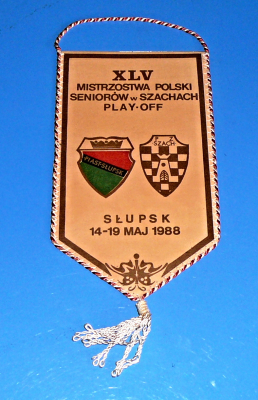 XLV
MISTRZOSTWA POLSKI
SENIORÓW W SZACHACH
PLAY-OFF
PIAST SŁUPSK
SZACH
SŁUPSK
14-19 MAJ 1988